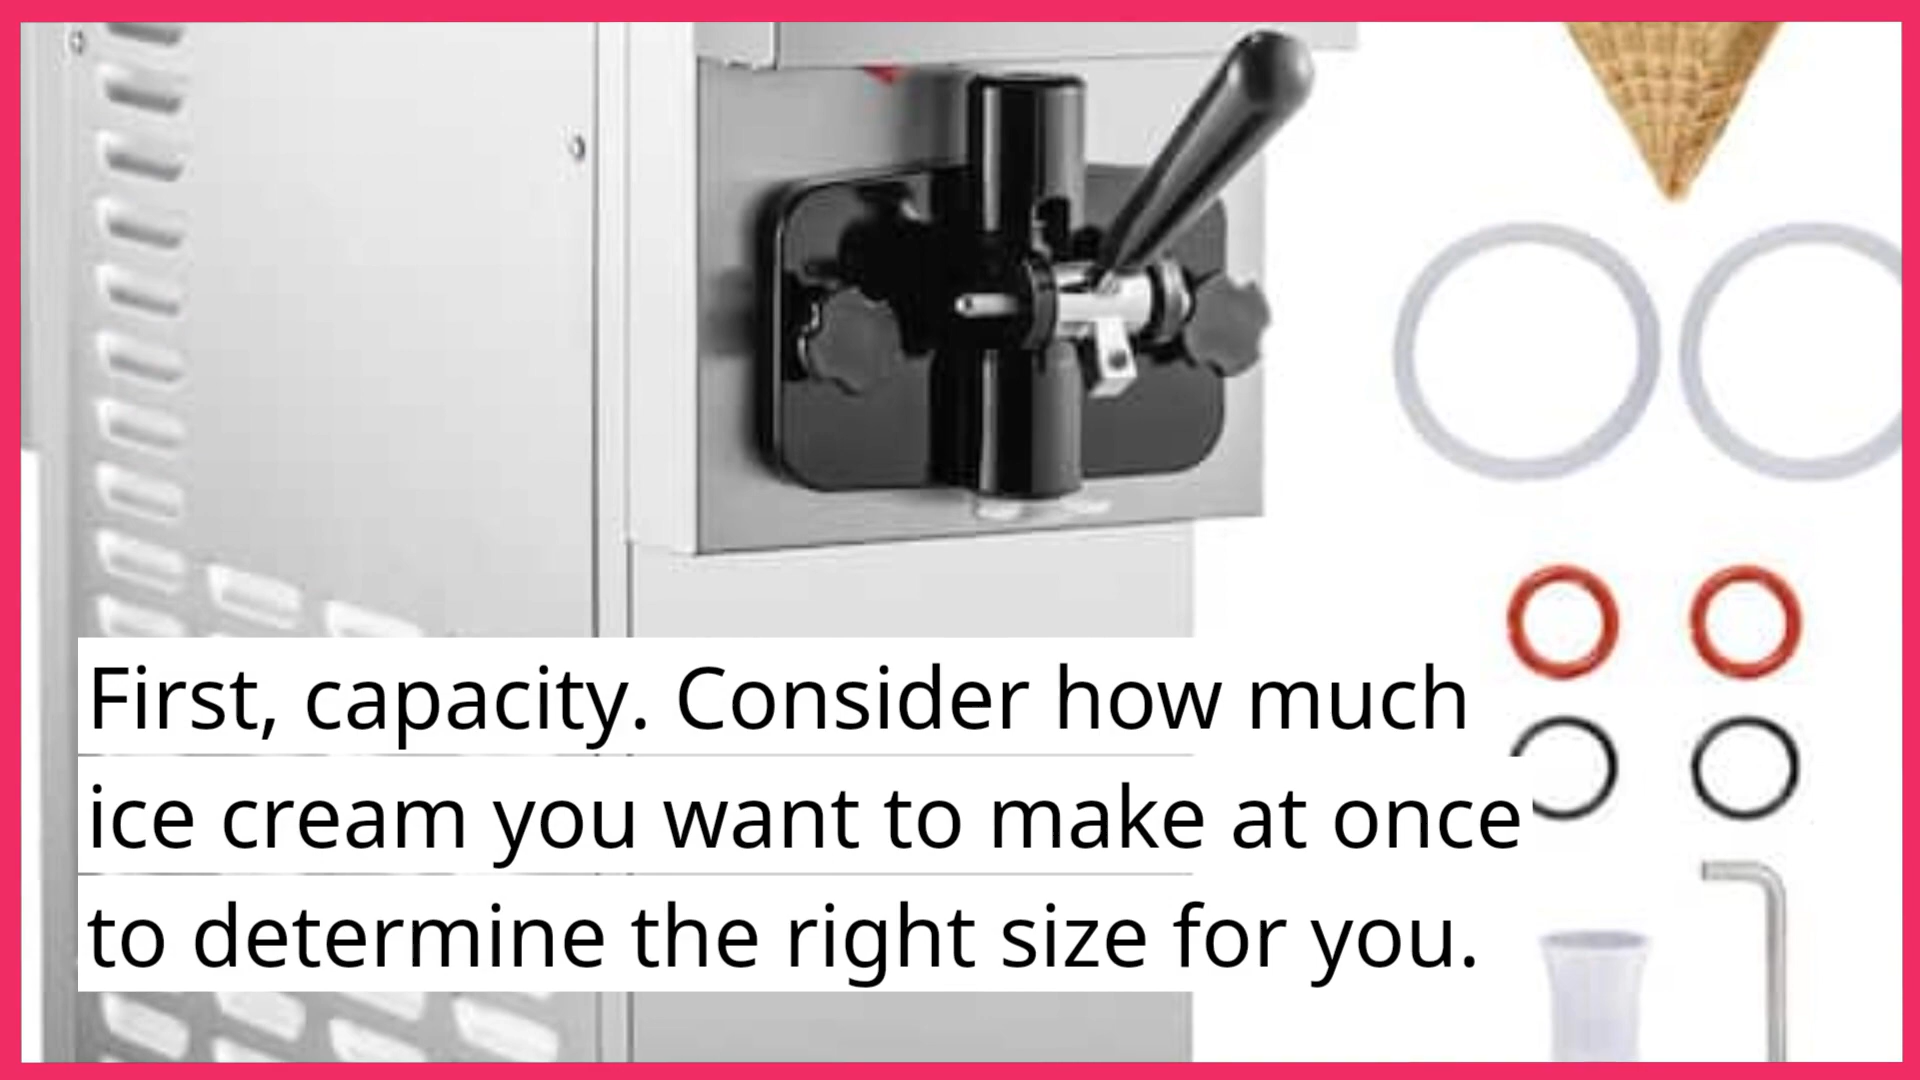 First, capacity. Consider how much
ice cream you want to make at once
to determine the right size for you.